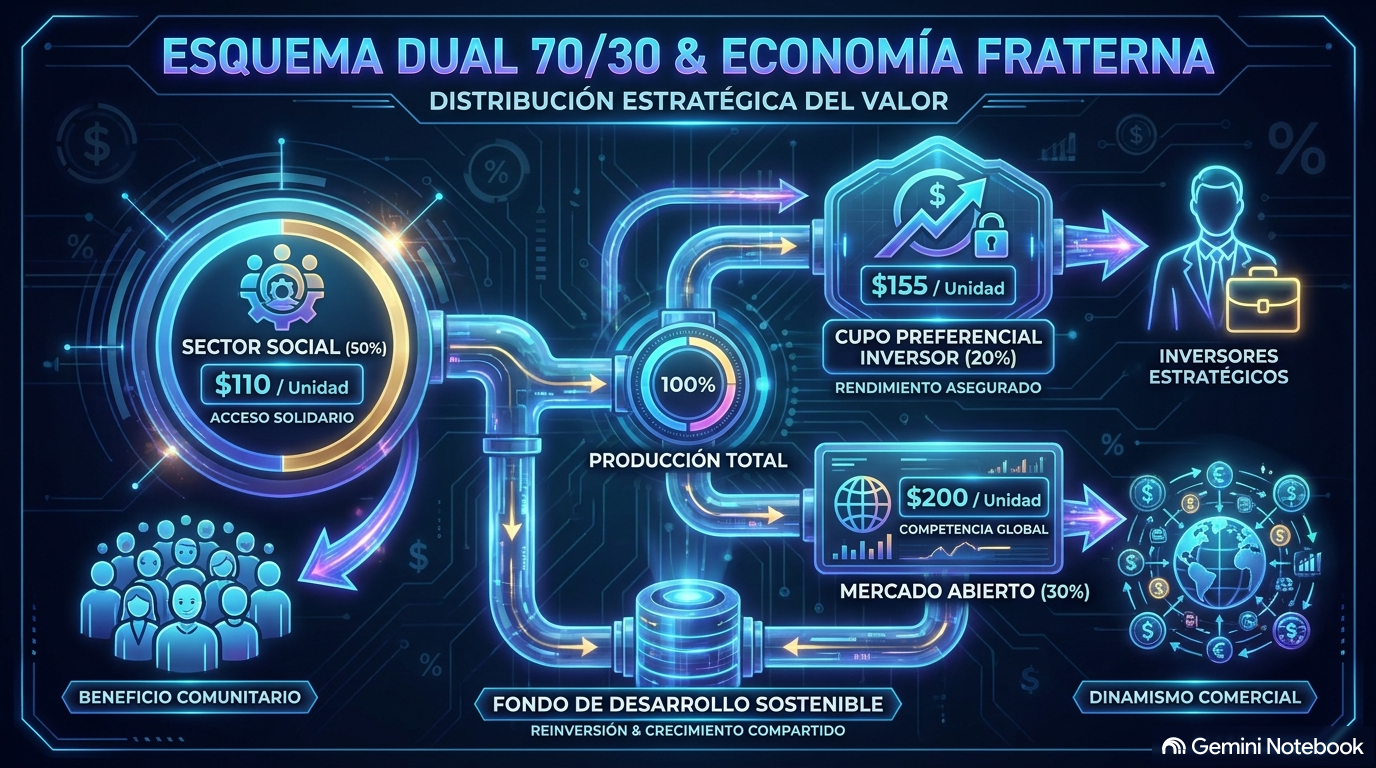 ESQUEMA DUAL 70/30 & ECONOMÍA FRATERNA
DISTRIBUCIÓN ESTRATÉGICA DEL VALOR
SECTOR SOCIAL (50%)
$110 / Unidad
ACCESO SOLIDARIO
BENEFICIO COMUNITARIO
100%
PRODUCCIÓN TOTAL
$155 / Unidad
CUPO PREFERENCIAL
INVERSOR (20%)
RENDIMIENTO ASEGURADO
INVERSORES
ESTRATÉGICOS
$200 / Unidad
COMPETENCIA GLOBAL
MERCADO ABIERTO (30%)
DINAMISMO COMERCIAL
FONDO DE DESARROLLO SOSTENIBLE
REINVERSIÓN & CRECIMIENTO COMPARTIDO
Gemini Notebook